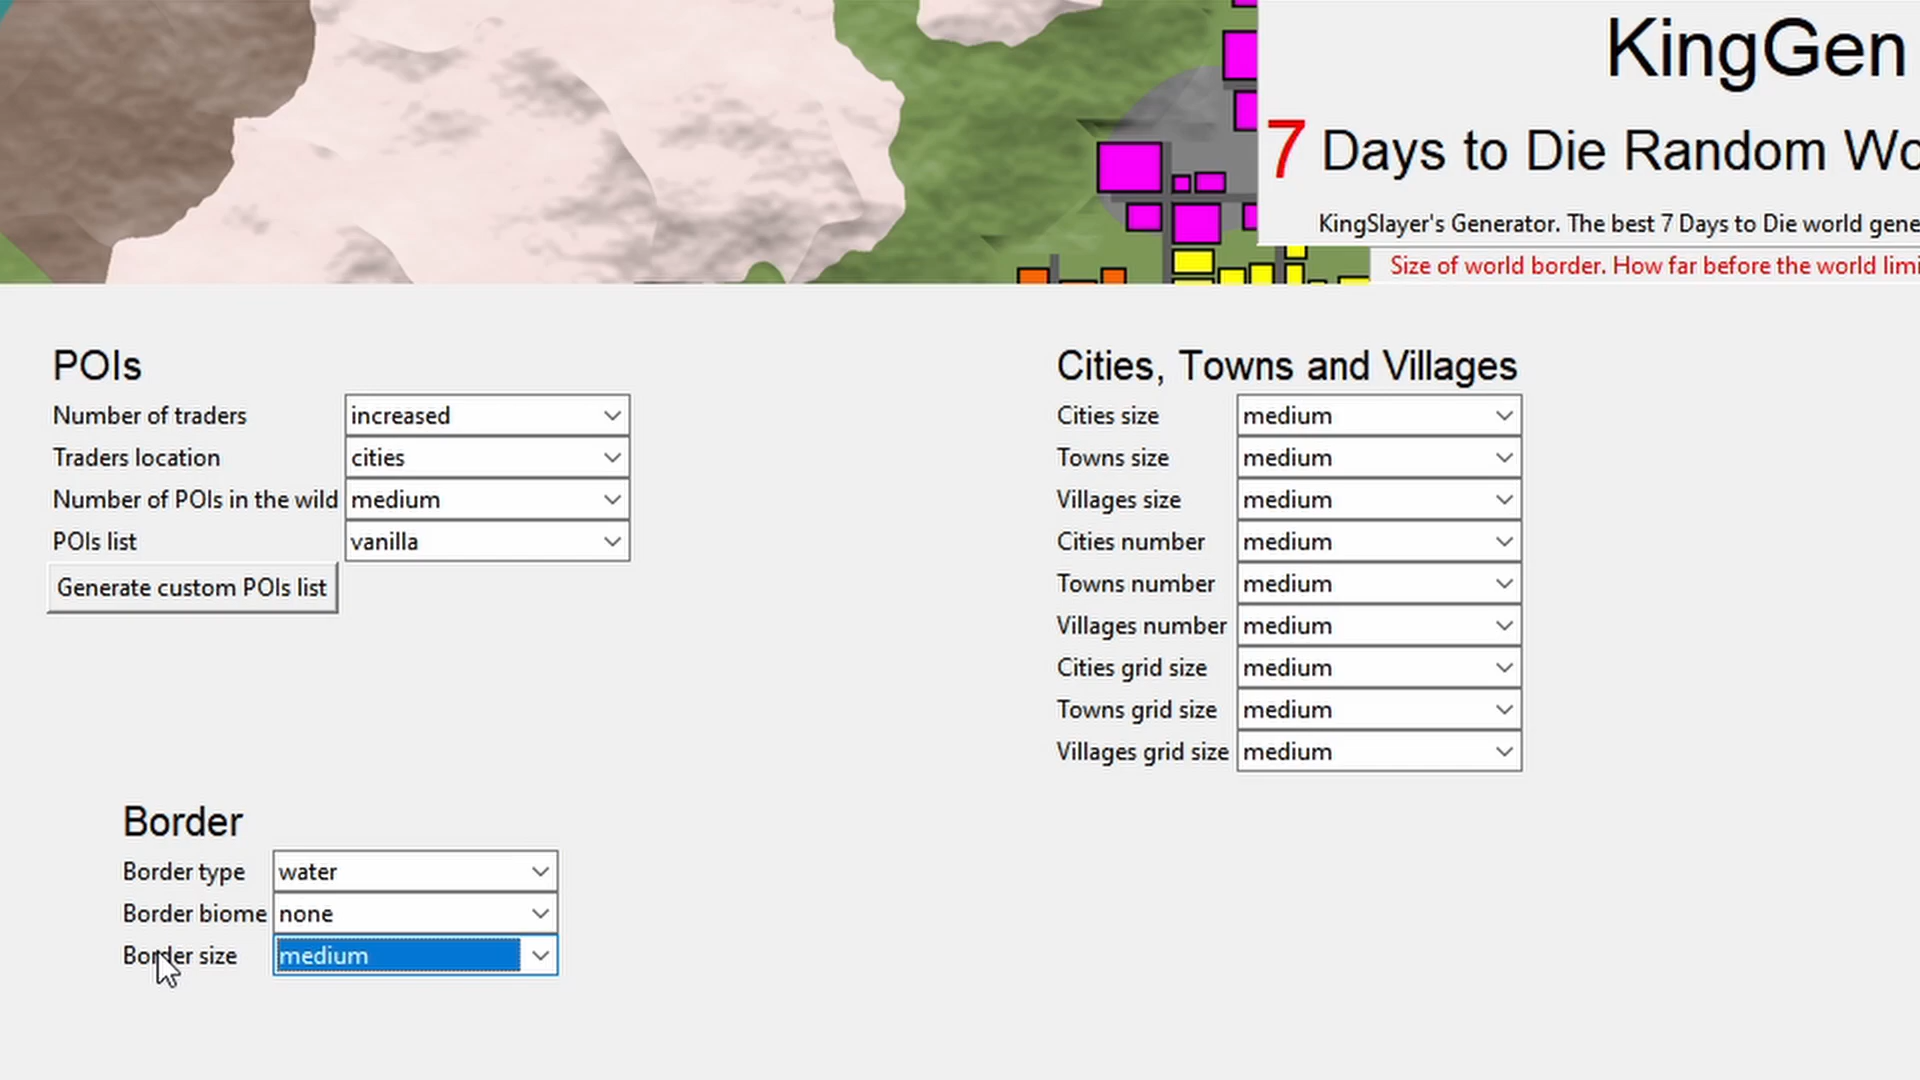 KingGen
7 Days to Die Random Wo
KingSlayer's Generator. The best 7 Days to Die world gene
Size of world border. How far before the world limi
POIs
Number of traders increased
Traders location cities
Number of POIs in the wild medium
POIs list vanilla
Generate custom POIs list
Cities, Towns and Villages
Cities size medium
Towns size medium
Villages size medium
Cities number medium
Towns number medium
Villages number medium
Cities grid size medium
Towns grid size medium
Villages grid size medium
Border
Border type water
Border biome none
Border size medium